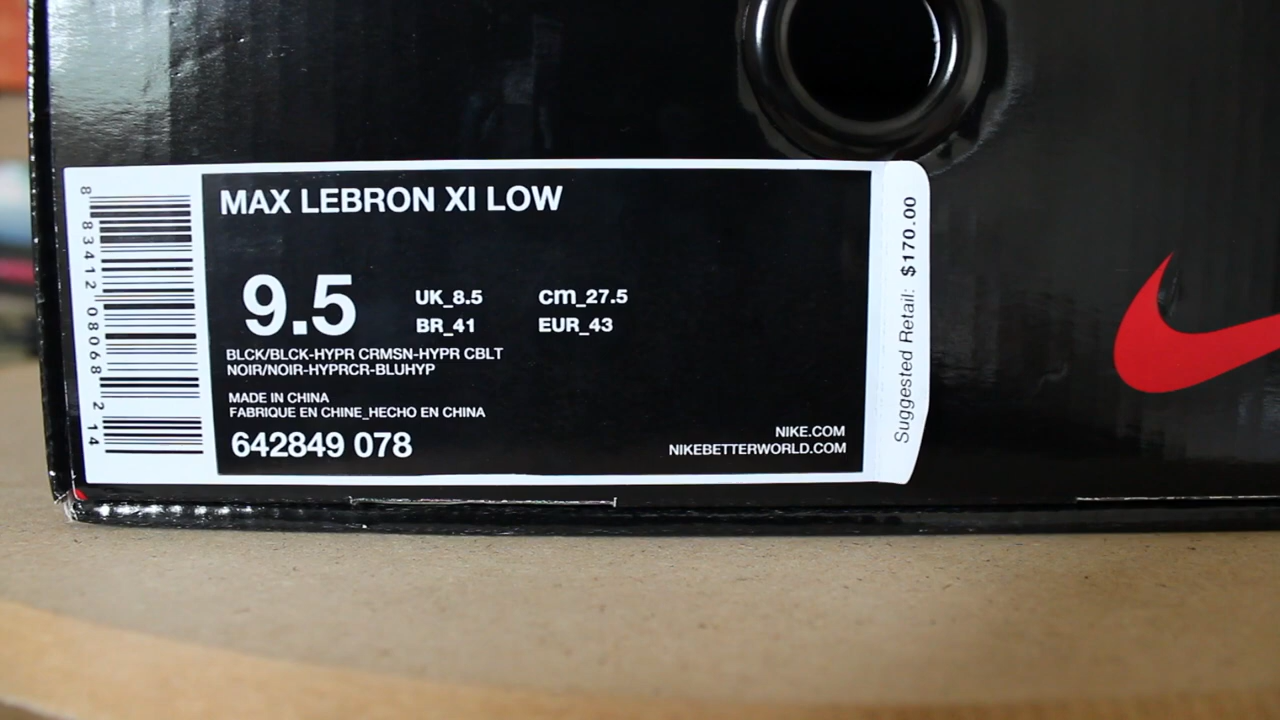 MAX LEBRON XI LOW
9.5
UK_8.5 cm_27.5
BR_41 EUR_43
BLCK/BLCK-HYPR CRMSN-HYPR CBLT
NOIR/NOIR-HYPRCR-BLUHYP
MADE IN CHINA
FABRIQUE EN CHINE_HECHO EN CHINA
642849 078
NIKE.COM
NIKEBETTERWORLD.COM
8 83412 08068 2 14
Suggested Retail: $170.00